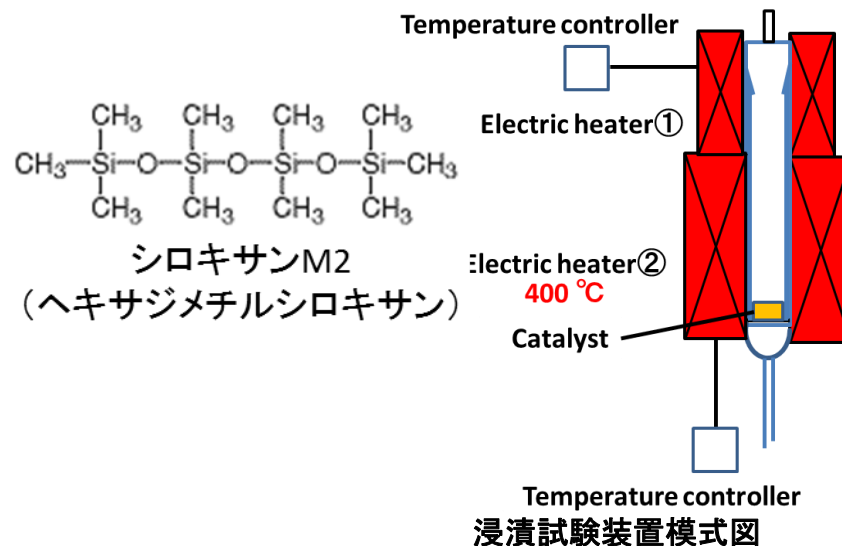 Temperature controller
Electric heater①
CH₃ CH₃ CH₃ CH₃
CH₃—Si—O—Si—O—Si—O—Si—CH₃
CH₃ CH₃ CH₃ CH₃
シロキサンM2
（ヘキサジメチルシロキサン）
Electric heater②
400 ℃
Catalyst
Temperature controller
浸漬試験装置模式図